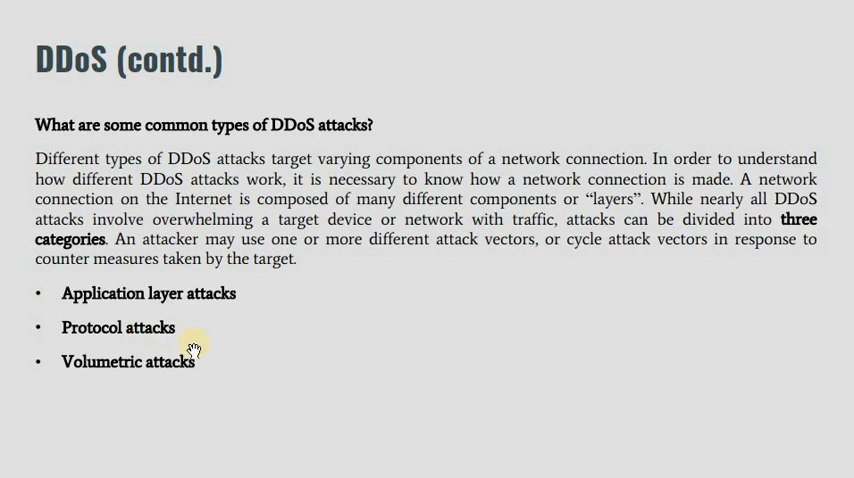 DDoS (contd.)
What are some common types of DDoS attacks?
Different types of DDoS attacks target varying components of a network connection. In order to understand
how different DDoS attacks work, it is necessary to know how a network connection is made. A network
connection on the Internet is composed of many different components or “layers”. While nearly all DDoS
attacks involve overwhelming a target device or network with traffic, attacks can be divided into three
categories. An attacker may use one or more different attack vectors, or cycle attack vectors in response to
counter measures taken by the target.
• Application layer attacks
• Protocol attacks
• Volumetric attacks